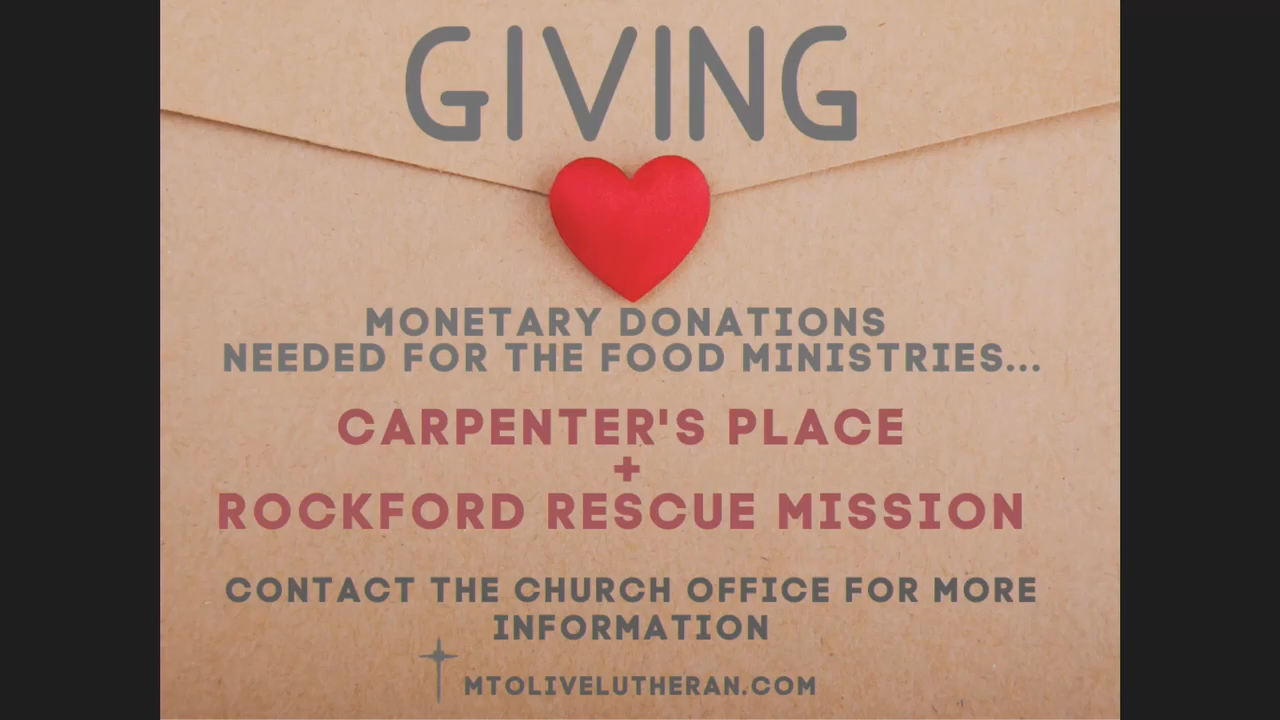 GIVING
MONETARY DONATIONS
NEEDED FOR THE FOOD MINISTRIES...
CARPENTER'S PLACE
+
ROCKFORD RESCUE MISSION
CONTACT THE CHURCH OFFICE FOR MORE
INFORMATION
MTOLIVELUTHERAN.COM